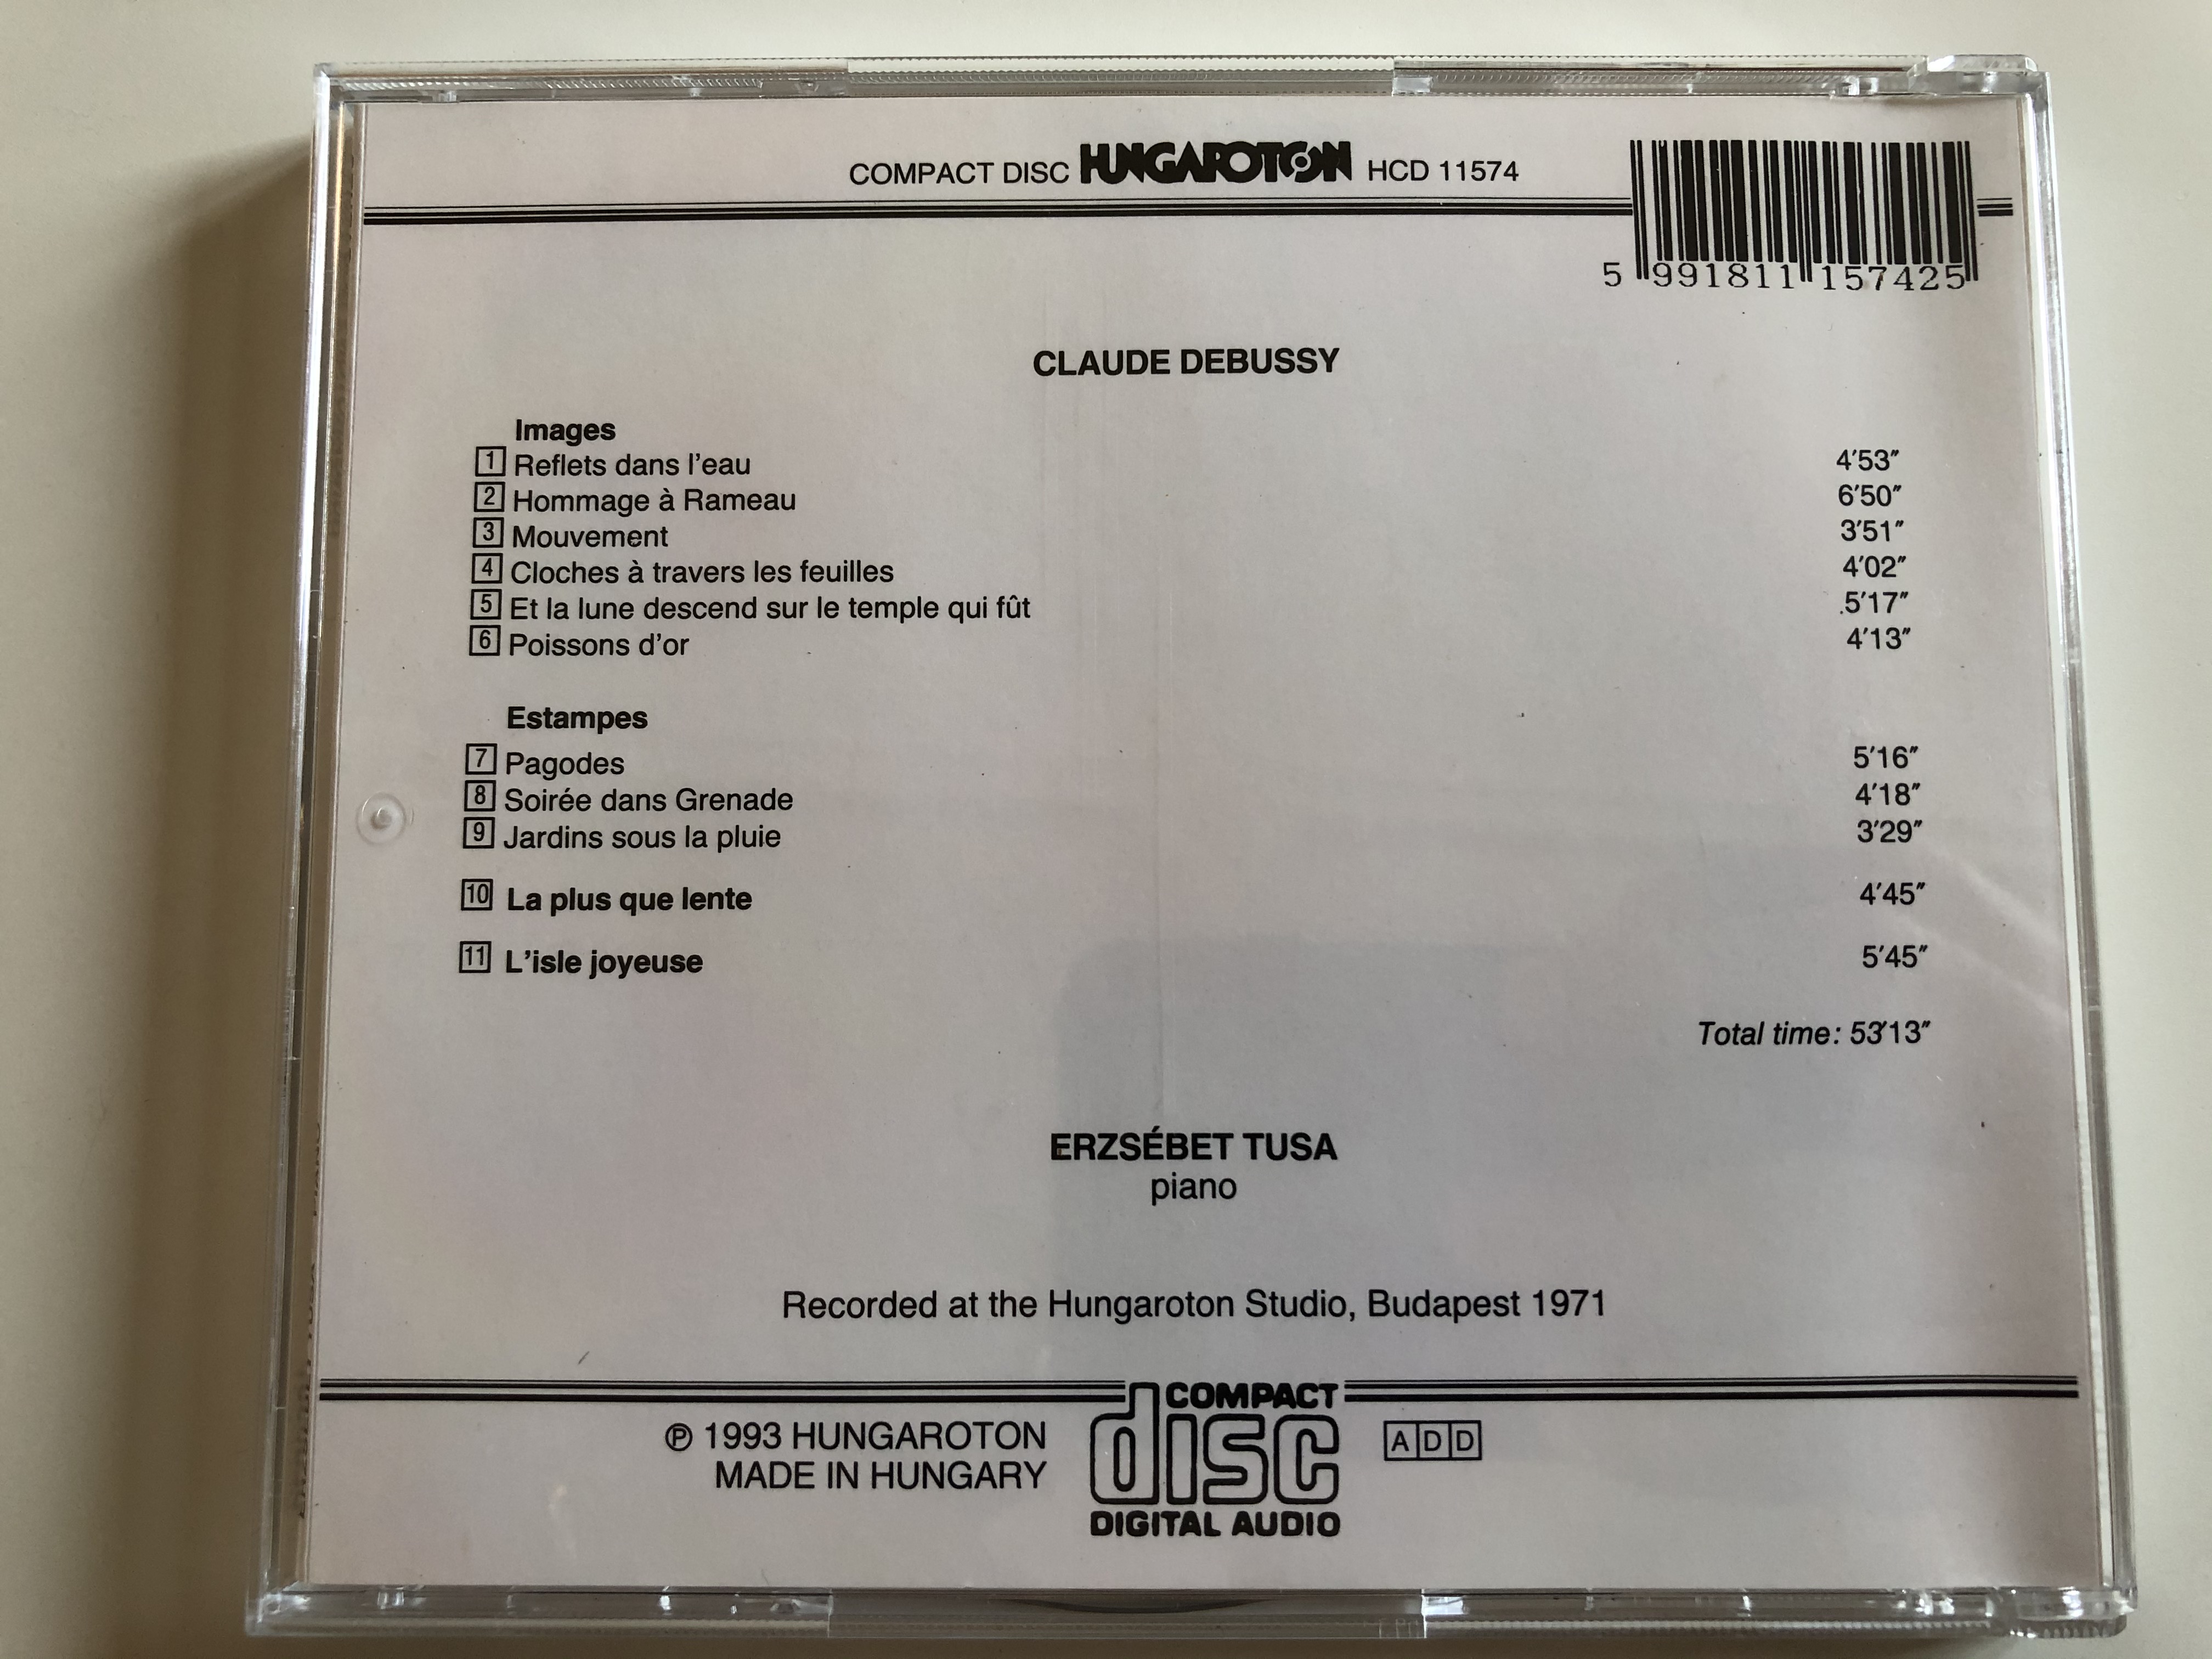 COMPACT DISC HUNGAROTON HCD 11574
5 991811 157425
CLAUDE DEBUSSY
Images
1 Reflets dans l'eau 4'53"
2 Hommage à Rameau 6'50"
3 Mouvement 3'51"
4 Cloches à travers les feuilles 4'02"
5 Et la lune descend sur le temple qui fût 5'17"
6 Poissons d'or 4'13"
Estampes
7 Pagodes 5'16"
8 Soirée dans Grenade 4'18"
9 Jardins sous la pluie 3'29"
10 La plus que lente 4'45"
11 L'isle joyeuse 5'45"
Total time: 53'13"
ERZSÉBET TUSA
piano
Recorded at the Hungaroton Studio, Budapest 1971
℗ 1993 HUNGAROTON
MADE IN HUNGARY
COMPACT
disc
DIGITAL AUDIO
ADD